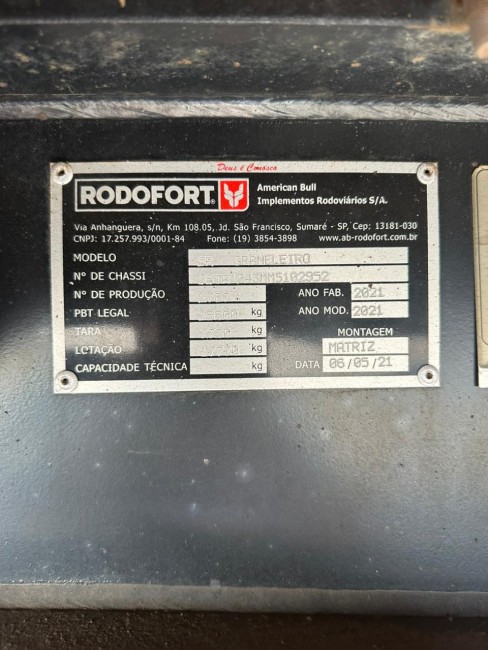 Deus é Conosco
RODOFORT
American Bull
Implementos Rodoviários S/A.
Via Anhanguera, s/n, Km 108.05, Jd. São Francisco, Sumaré - SP, Cep: 13181-030
CNPJ: 17.257.993/0001-84 Fone: (19) 3854-3898 www.ab-rodofort.com.br
MODELO GRANELEIRO
Nº DE CHASSI
Nº DE PRODUÇÃO ANO FAB. 2021
PBT LEGAL kg ANO MOD. 2021
TARA kg MONTAGEM
LOTAÇÃO kg MATRIZ
CAPACIDADE TÉCNICA kg DATA 06/05/21